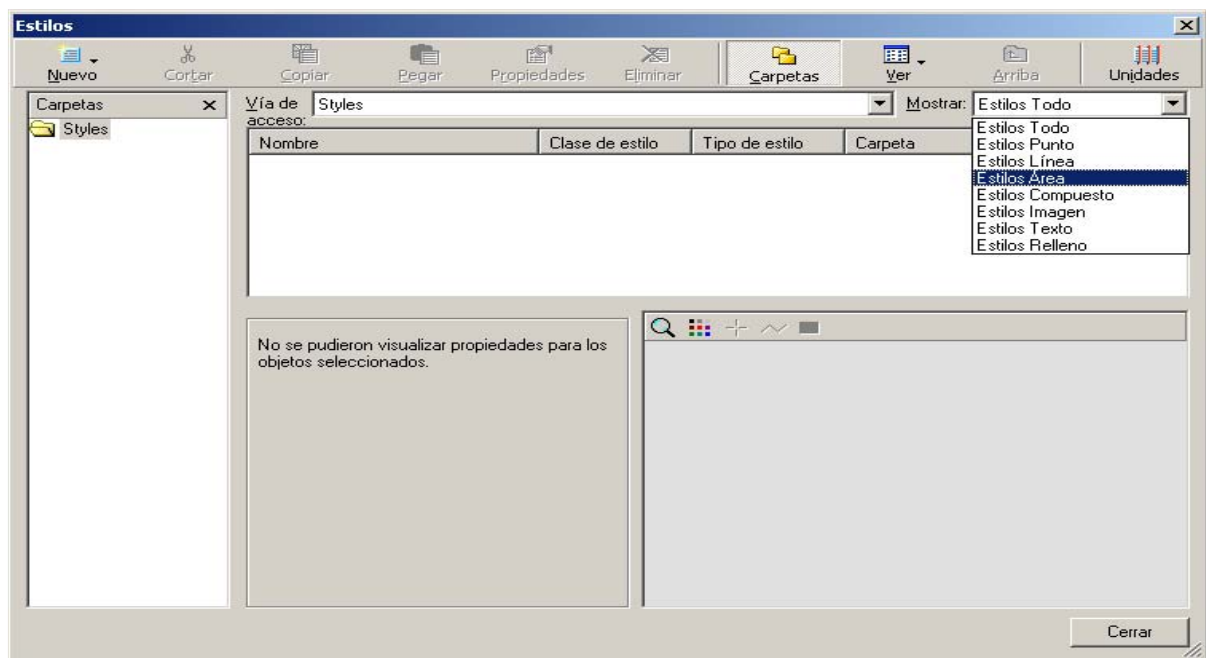 Estilos
Nuevo Cortar Copiar Pegar Propiedades Eliminar Carpetas Ver Arriba Unidades
Carpetas
Styles
Vía de acceso:
Styles
Mostrar: Estilos Todo
Nombre Clase de estilo Tipo de estilo Carpeta
Estilos Todo
Estilos Punto
Estilos Línea
Estilos Área
Estilos Compuesto
Estilos Imagen
Estilos Texto
Estilos Relleno
No se pudieron visualizar propiedades para los
objetos seleccionados.
Cerrar